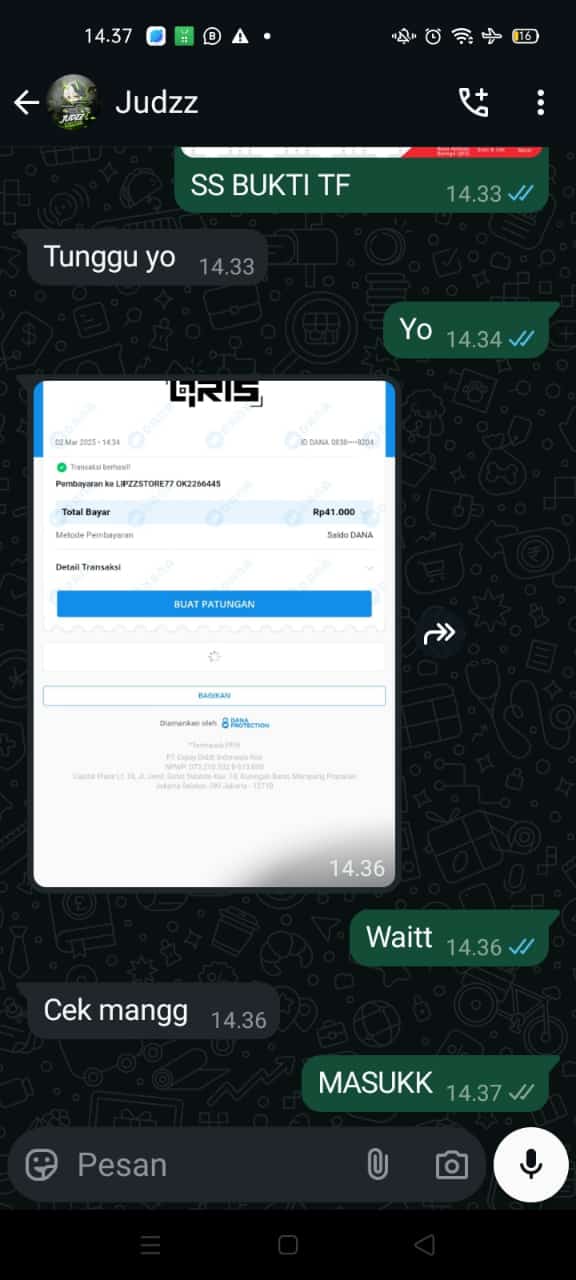 14.37
16
Judzz
SS BUKTI TF
14.33
Tunggu yo
14.33
Yo
14.34
QRIS
02 Mar 2025 • 14:34
ID DANA 0838
Transaksi berhasil!
Pembayaran ke LIPZZSTORE77 OK2266445
Total Bayar
Rp41.000
Metode Pembayaran
Saldo DANA
Detail Transaksi
BUAT PATUNGAN
BAGIKAN
Diamankan oleh
DANA PROTECTION
14.36
Waitt
14.36
Cek mangg
14.36
MASUKK
14.37
Pesan